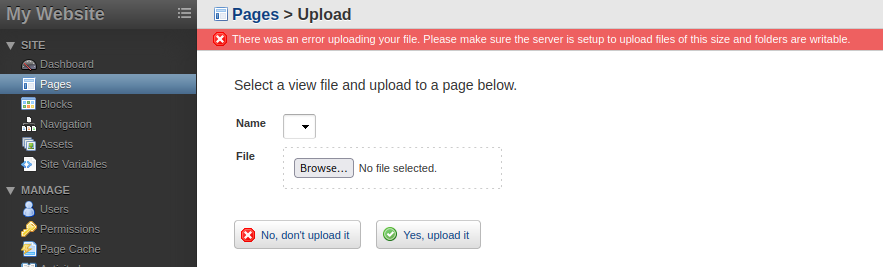 My Website
SITE
Dashboard
Pages
Blocks
Navigation
Assets
Site Variables
MANAGE
Users
Permissions
Page Cache
Pages > Upload
There was an error uploading your file. Please make sure the server is setup to upload files of this size and folders are writable.
Select a view file and upload to a page below.
Name
File
Browse... No file selected.
No, don't upload it
Yes, upload it